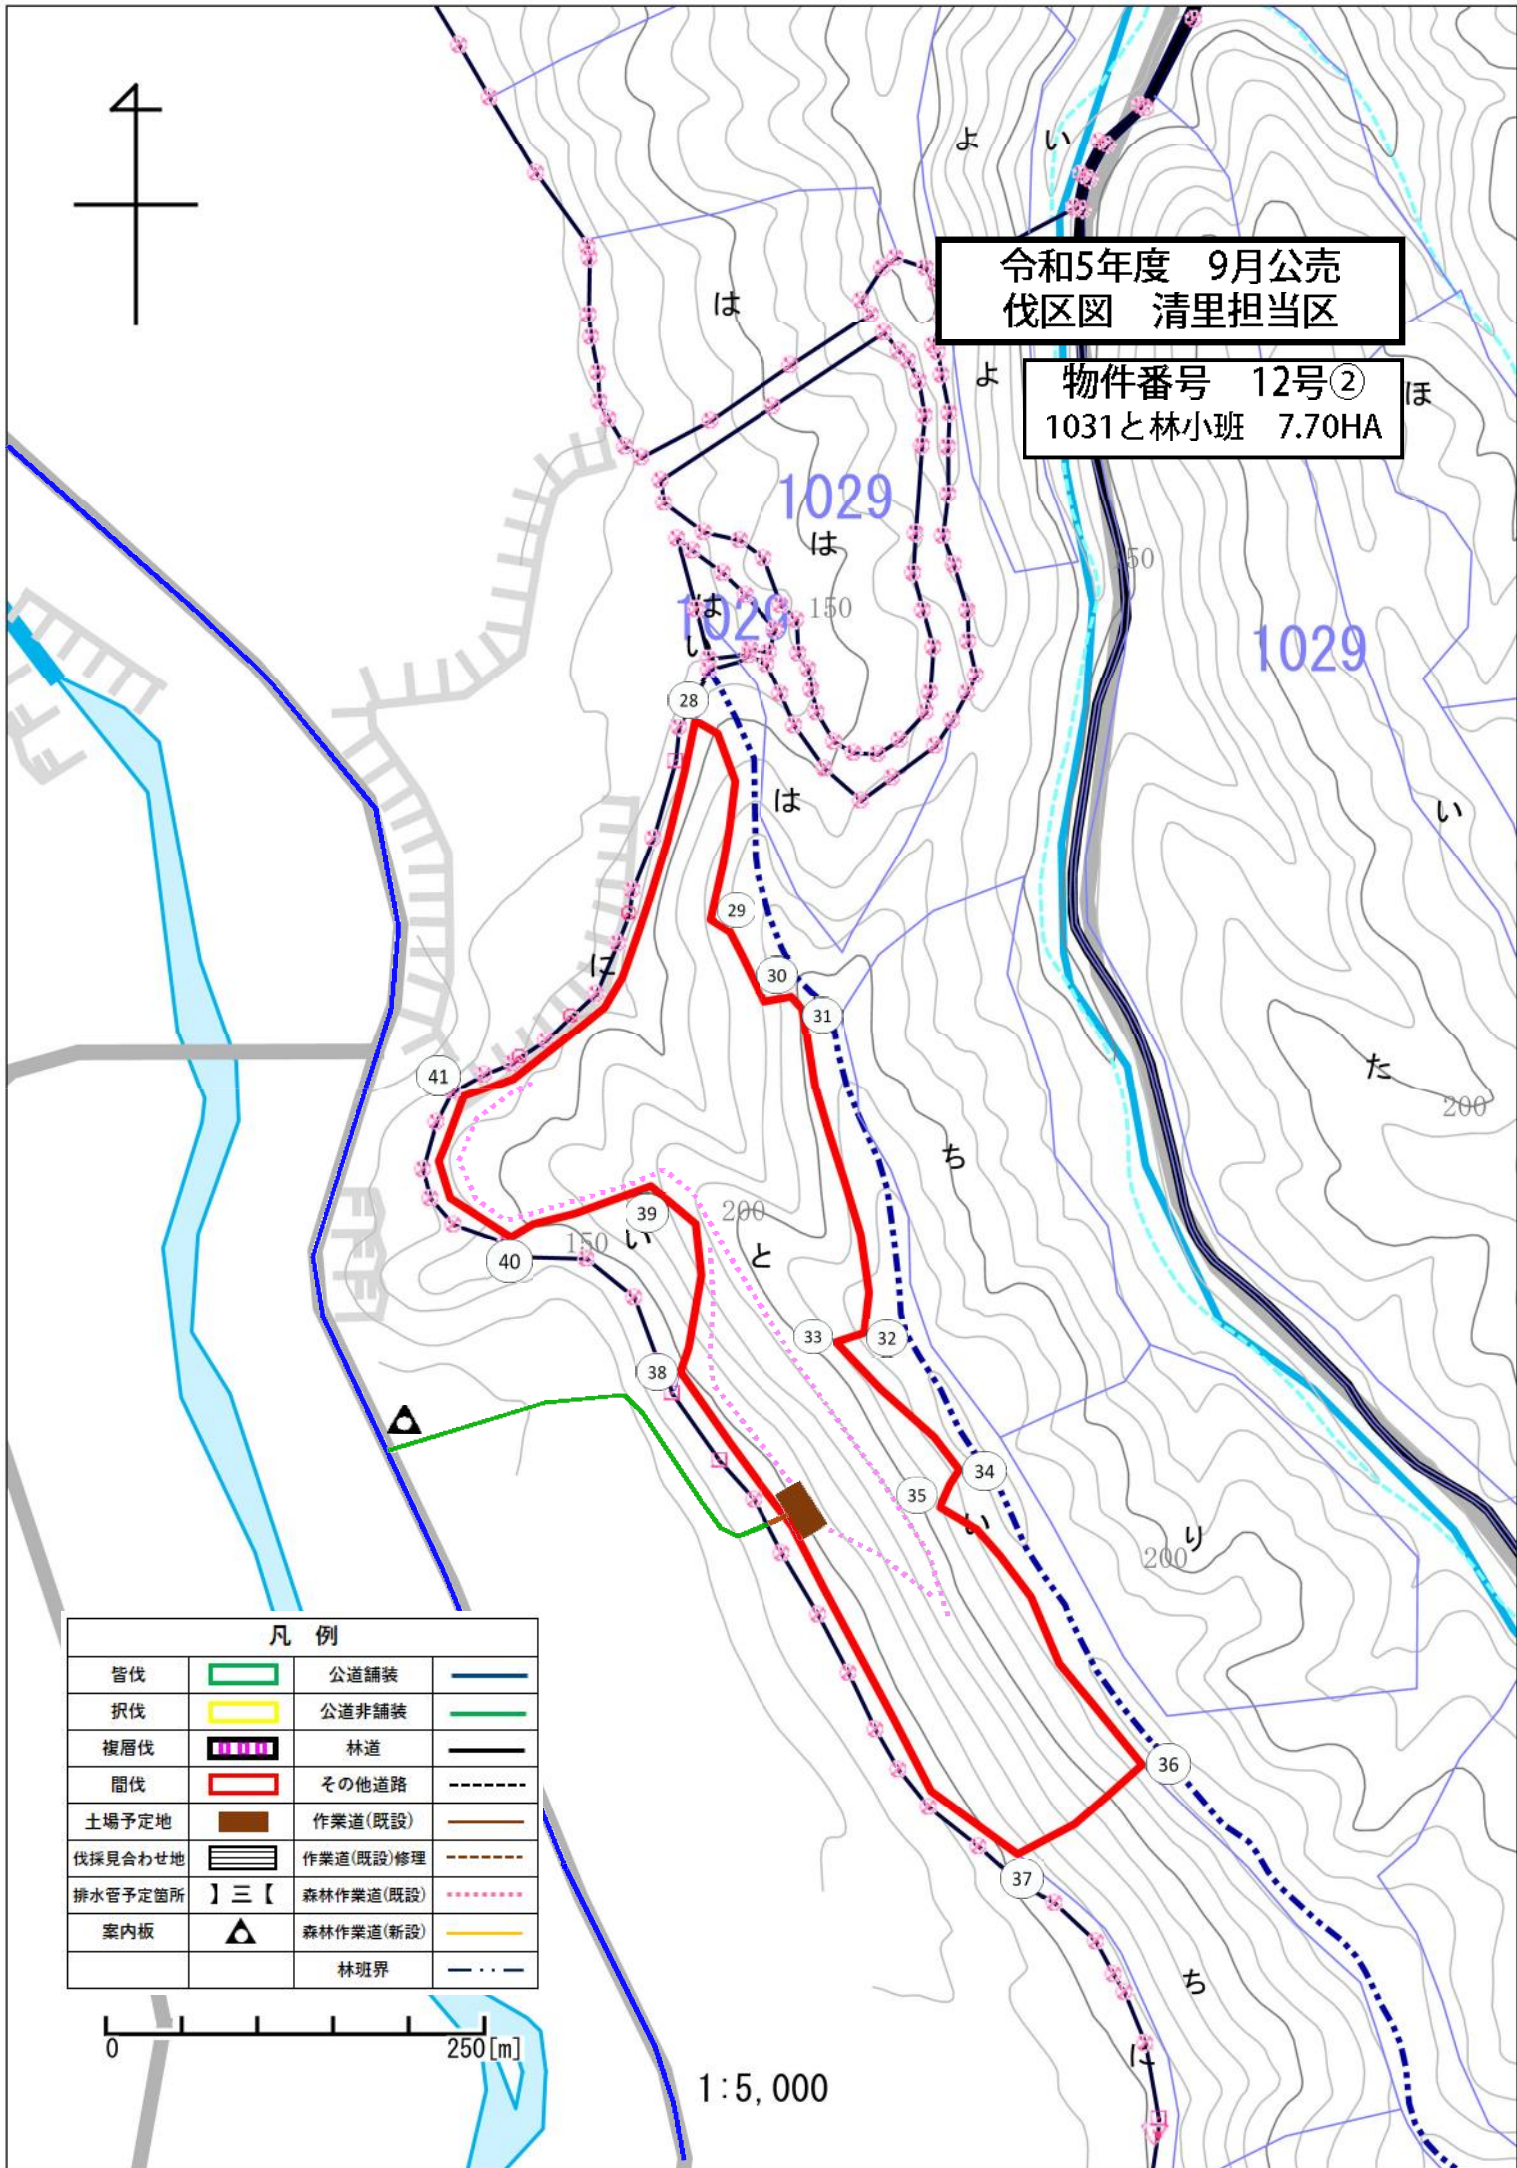 よ
い
令和5年度　9月公売
伐区図　清里担当区
は
よ
物件番号　12号②
1031と林小班　7.70HA
ほ
1029
は
150
1029
は
150
1029
い
28
は
い
29
に
30
31
た
200
41
ち
39
200
い
と
40
150
33
32
38
34
35
い
り
200
36
37
ち
に
凡　例
皆伐　公道舗装
択伐　公道非舗装
複層伐　林道
間伐　その他道路
土場予定地　作業道(既設)
伐採見合わせ地　作業道(既設)修理
排水管予定箇所　】三【　森林作業道(既設)
案内板　森林作業道(新設)
林班界
0　250[m]
1:5,000